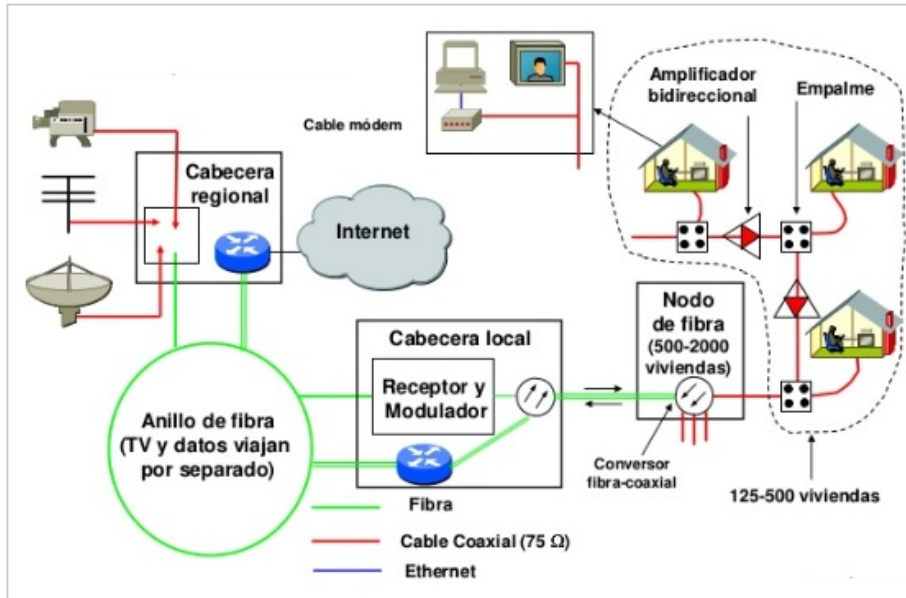 Cable módem
Amplificador
bidireccional
Empalme
Cabecera
regional
Internet
Cabecera local
Receptor y
Modulador
Nodo
de fibra
(500-2000
viviendas)
Anillo de fibra
(TV y datos viajan
por separado)
Conversor
fibra-coaxial
125-500 viviendas
Fibra
Cable Coaxial (75 Ω)
Ethernet